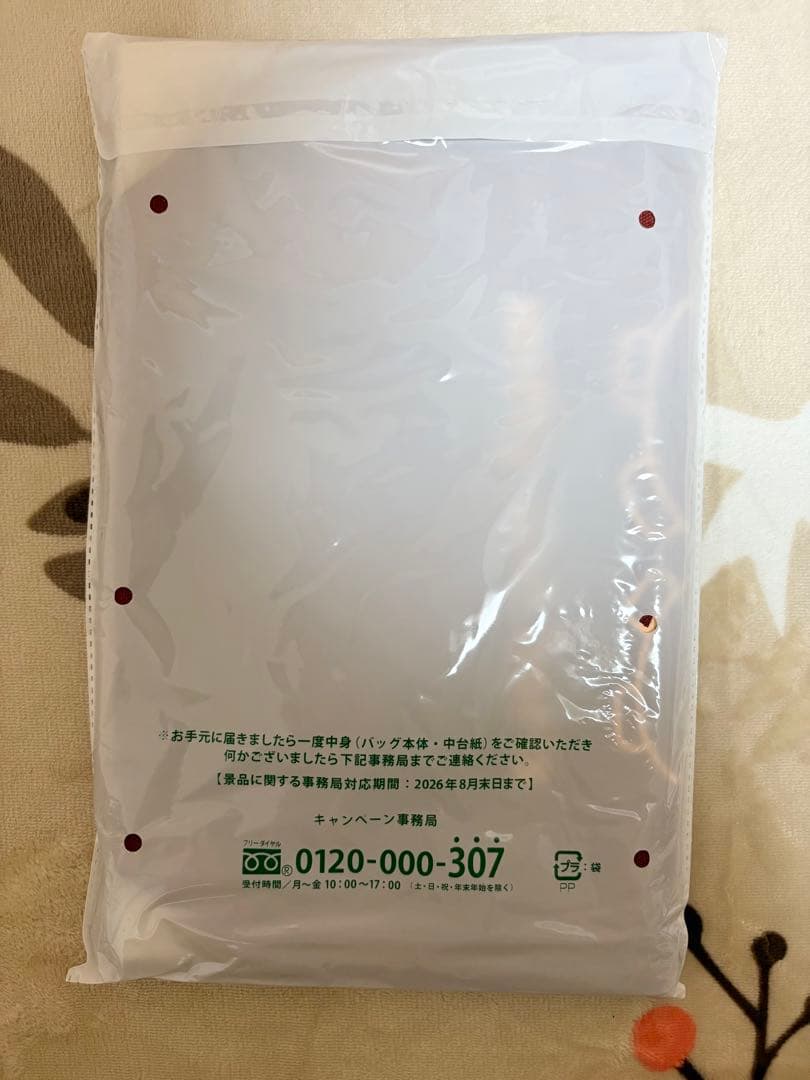 ※お手元に届きましたら一度中身(バッグ本体・中台紙)をご確認いただき
何かございましたら下記事務局までご連絡ください。
【景品に関する事務局対応期間：2026年8月末日まで】
キャンペーン事務局
フリーダイヤル
® 0120-000-307
受付時間／月〜金 10：00〜17：00 (土・日・祝・年末年始を除く)
プラ：袋
PP